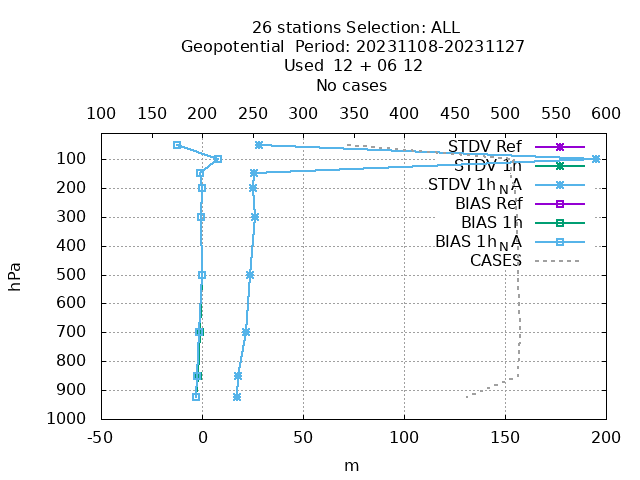 26 stations Selection: ALL
Geopotential  Period: 20231108-20231127
Used  12 + 06 12
No cases
100 150 200 250 300 350 400 450 500 550 600
STDV Ref
STDV 1h
STDV 1h_NA
BIAS Ref
BIAS 1h
BIAS 1h_NA
CASES
hPa
100
200
300
400
500
600
700
800
900
1000
-50 0 50 100 150 200
m